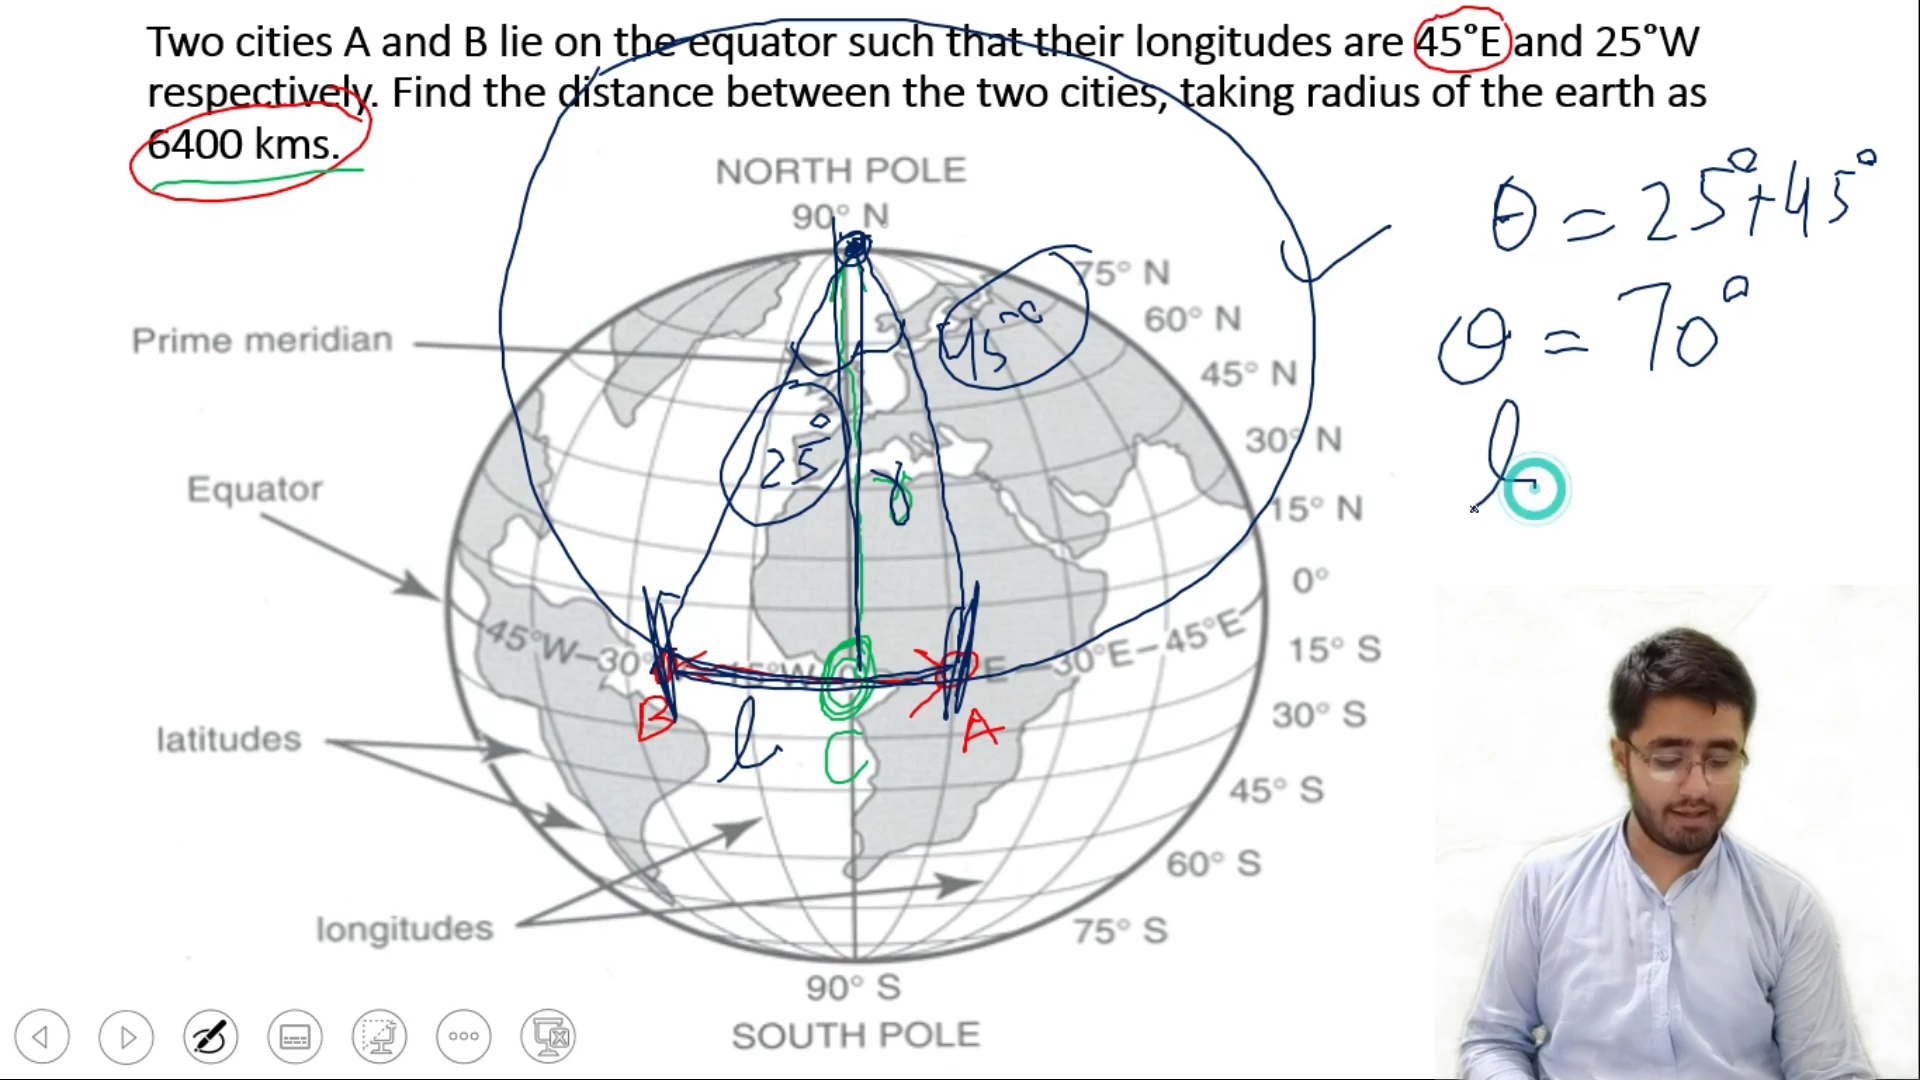 Two cities A and B lie on the equator such that their longitudes are 45°E and 25°W
respectively. Find the distance between the two cities, taking radius of the earth as
6400 kms.
NORTH POLE
90° N
75° N
60° N
45° N
30° N
15° N
0°
15° S
30° S
45° S
60° S
75° S
90° S
SOUTH POLE
Prime meridian
Equator
latitudes
longitudes
45°W–30°
15°W
0
E
30°E–45°E
25°
45°
B
l
C
A
θ = 25° + 45°
θ = 70°
l